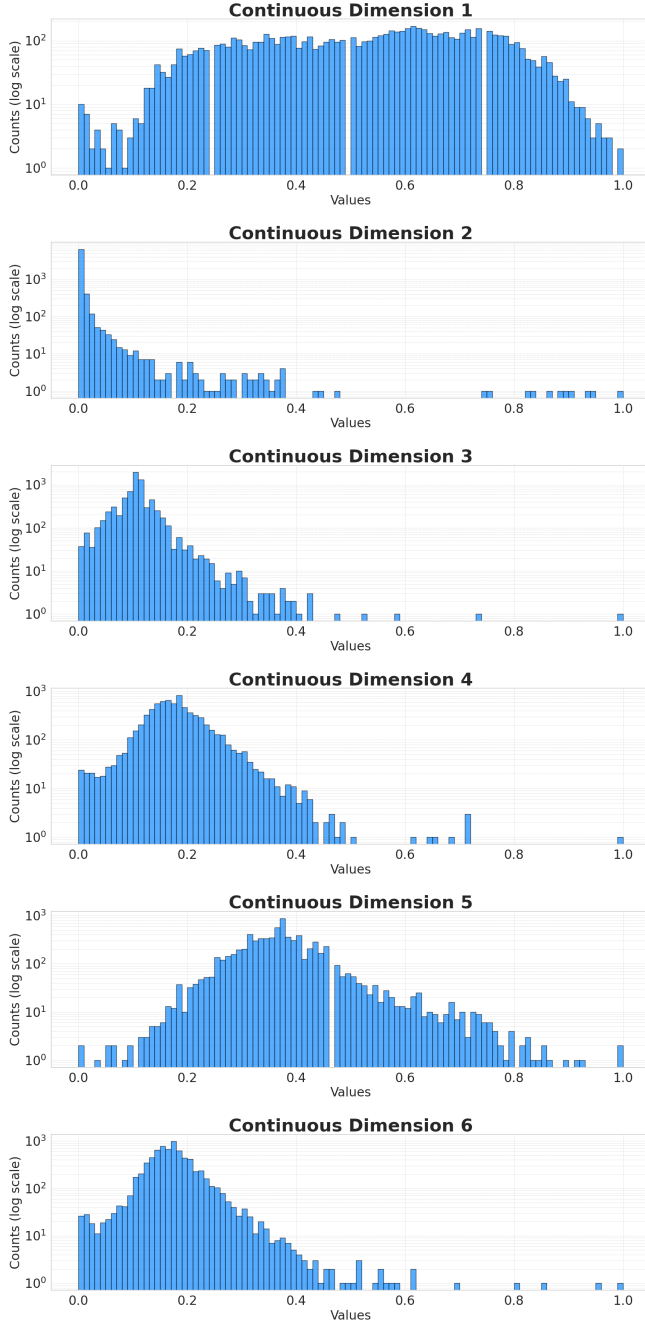 Continuous Dimension 1
Counts (log scale)
10² 10¹ 10⁰
0.0 0.2 0.4 0.6 0.8 1.0
Values
Continuous Dimension 2
Counts (log scale)
10³ 10² 10¹ 10⁰
0.0 0.2 0.4 0.6 0.8 1.0
Values
Continuous Dimension 3
Counts (log scale)
10³ 10² 10¹ 10⁰
0.0 0.2 0.4 0.6 0.8 1.0
Values
Continuous Dimension 4
Counts (log scale)
10³ 10² 10¹ 10⁰
0.0 0.2 0.4 0.6 0.8 1.0
Values
Continuous Dimension 5
Counts (log scale)
10³ 10² 10¹ 10⁰
0.0 0.2 0.4 0.6 0.8 1.0
Values
Continuous Dimension 6
Counts (log scale)
10³ 10² 10¹ 10⁰
0.0 0.2 0.4 0.6 0.8 1.0
Values